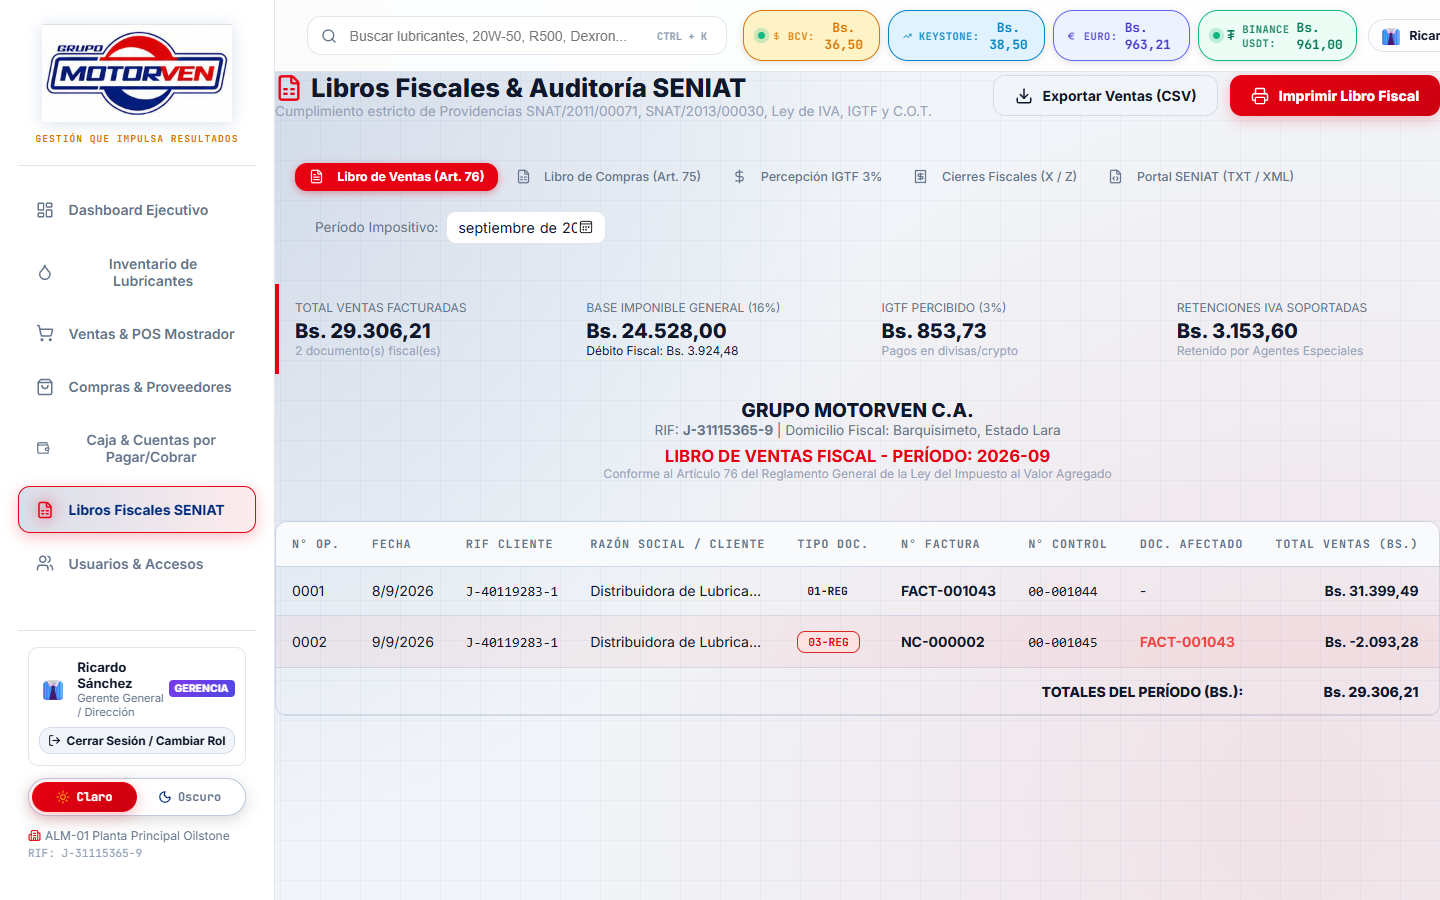 GRUPO
MOTORVEN
GESTIÓN QUE IMPULSA RESULTADOS
Dashboard Ejecutivo
Inventario de
Lubricantes
Ventas & POS Mostrador
Compras & Proveedores
Caja & Cuentas por
Pagar/Cobrar
Libros Fiscales SENIAT
Usuarios & Accesos
Ricardo
Sánchez
GERENCIA
Gerente General
/ Dirección
Cerrar Sesión / Cambiar Rol
Claro
Oscuro
ALM-01 Planta Principal Oilstone
RIF: J-31115365-9
Buscar lubricantes, 20W-50, R500, Dexron...
CTRL + K
$ BCV: Bs. 36,50
KEYSTONE: Bs. 38,50
€ EURO: Bs. 963,21
₮ BINANCE USDT: Bs. 961,00
Ricar
Libros Fiscales & Auditoría SENIAT
Cumplimiento estricto de Providencias SNAT/2011/00071, SNAT/2013/00030, Ley de IVA, IGTF y C.O.T.
Exportar Ventas (CSV)
Imprimir Libro Fiscal
Libro de Ventas (Art. 76)
Libro de Compras (Art. 75)
Percepción IGTF 3%
Cierres Fiscales (X / Z)
Portal SENIAT (TXT / XML)
Período Impositivo:
septiembre de 20
TOTAL VENTAS FACTURADAS
Bs. 29.306,21
2 documento(s) fiscal(es)
BASE IMPONIBLE GENERAL (16%)
Bs. 24.528,00
Débito Fiscal: Bs. 3.924,48
IGTF PERCIBIDO (3%)
Bs. 853,73
Pagos en divisas/crypto
RETENCIONES IVA SOPORTADAS
Bs. 3.153,60
Retenido por Agentes Especiales
GRUPO MOTORVEN C.A.
RIF: J-31115365-9 | Domicilio Fiscal: Barquisimeto, Estado Lara
LIBRO DE VENTAS FISCAL - PERÍODO: 2026-09
Conforme al Artículo 76 del Reglamento General de la Ley del Impuesto al Valor Agregado
N° OP. FECHA RIF CLIENTE RAZÓN SOCIAL / CLIENTE TIPO DOC. N° FACTURA N° CONTROL DOC. AFECTADO TOTAL VENTAS (BS.)
0001 8/9/2026 J-40119283-1 Distribuidora de Lubrica... 01-REG FACT-001043 00-001044 - Bs. 31.399,49
0002 9/9/2026 J-40119283-1 Distribuidora de Lubrica... 03-REG NC-000002 00-001045 FACT-001043 Bs. -2.093,28
TOTALES DEL PERÍODO (BS.): Bs. 29.306,21